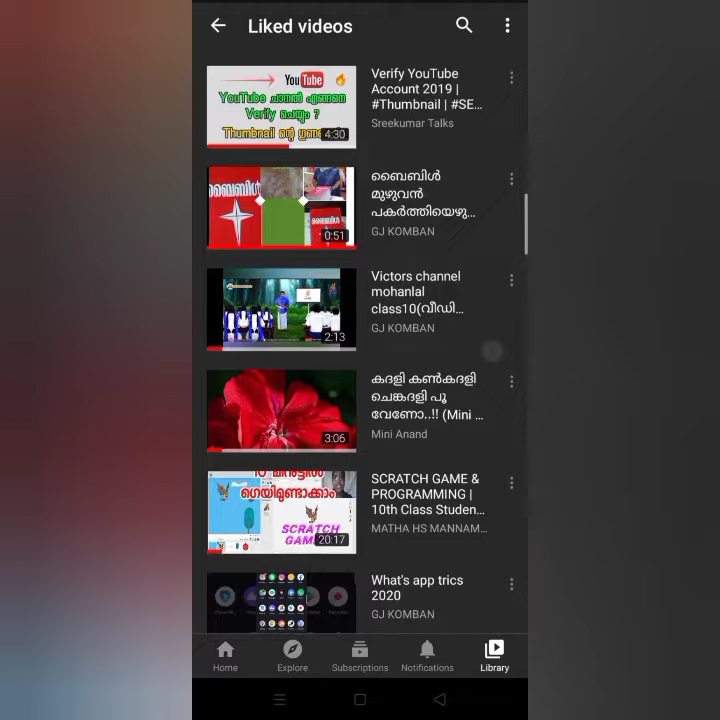 Liked videos
YouTube
YouTube ചാനൽ എങ്ങനെ
Verify ചെയ്യാം ?
Thumbnail ന്റെ
4:30
Verify YouTube
Account 2019 |
#Thumbnail | #SE...
Sreekumar Talks
ബൈബിൾ
0:51
ബൈബിൾ
മുഴുവൻ
പകർത്തിയെഴു...
GJ KOMBAN
2:13
Victors channel
mohanlal
class10(വീഡി...
GJ KOMBAN
3:06
കദളി കൺകദളി
ചെങ്കദളി പൂ
വേണോ..!! (Mini ...
Mini Anand
10 മിനുട്ടിൽ
ഗെയിമുണ്ടാക്കാം
SCRATCH
GAM
20:17
SCRATCH GAME &
PROGRAMMING |
10th Class Studen...
MATHA HS MANNAM...
What's app trics
2020
GJ KOMBAN
Home
Explore
Subscriptions
Notifications
Library